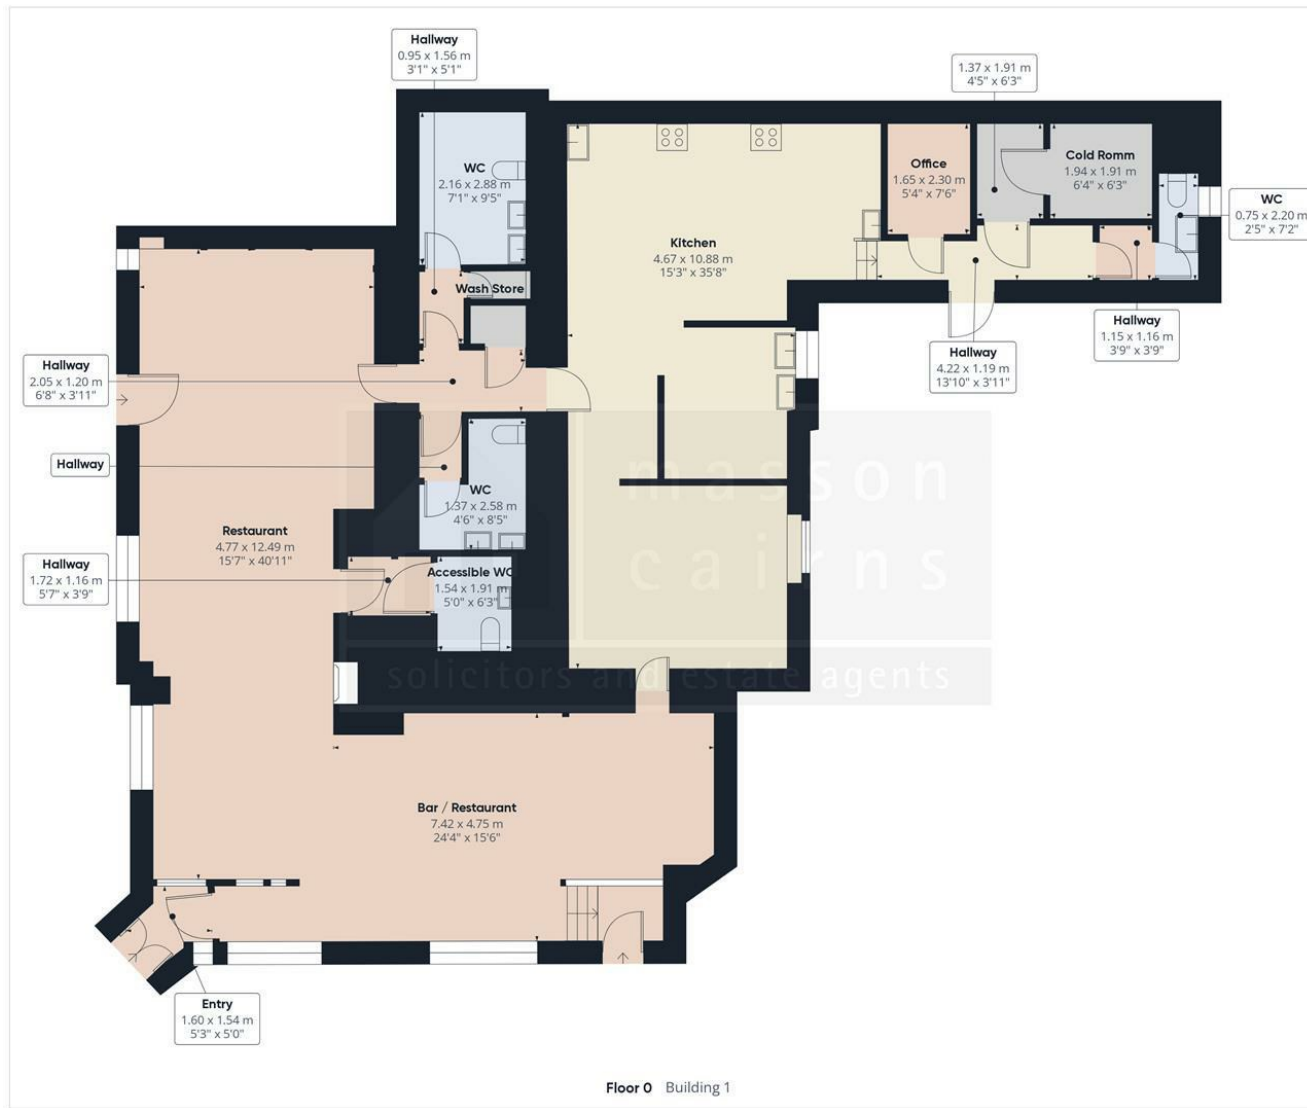 Hallway
0.95 x 1.56 m
3'1" x 5'1"
1.37 x 1.91 m
4'5" x 6'3"
WC
2.16 x 2.88 m
7'1" x 9'5"
Office
1.65 x 2.30 m
5'4" x 7'6"
Cold Romm
1.94 x 1.91 m
6'4" x 6'3"
WC
0.75 x 2.20 m
2'5" x 7'2"
Kitchen
4.67 x 10.88 m
15'3" x 35'8"
Wash Store
Hallway
1.15 x 1.16 m
3'9" x 3'9"
Hallway
4.22 x 1.19 m
13'10" x 3'11"
Hallway
2.05 x 1.20 m
6'8" x 3'11"
Hallway
WC
1.37 x 2.58 m
4'6" x 8'5"
masson
cairns
solicitors and estate agents
Restaurant
4.77 x 12.49 m
15'7" x 40'11"
Hallway
1.72 x 1.16 m
5'7" x 3'9"
Accessible WC
1.54 x 1.91 m
5'0" x 6'3"
Bar / Restaurant
7.42 x 4.75 m
24'4" x 15'6"
Entry
1.60 x 1.54 m
5'3" x 5'0"
Floor 0 Building 1